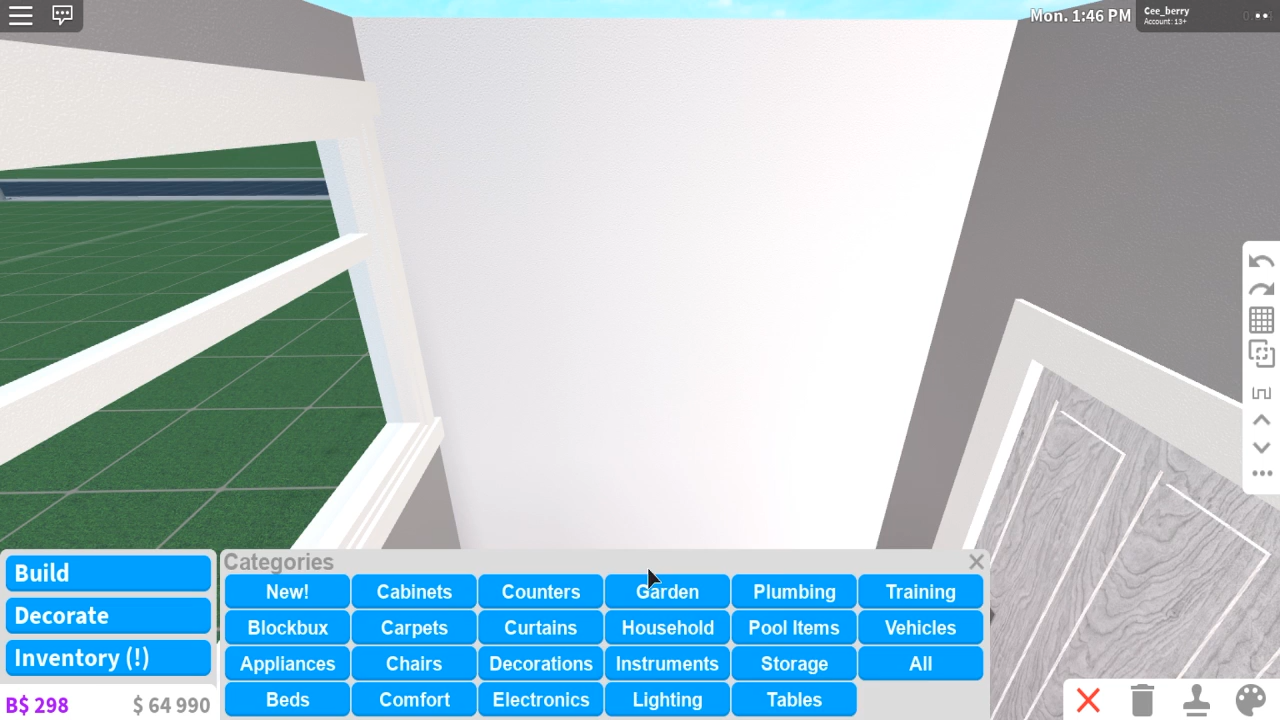 Mon. 1:46 PM
Cee_berry
Account: 13+
Categories
New! Cabinets Counters Garden Plumbing Training
Blockbux Carpets Curtains Household Pool Items Vehicles
Appliances Chairs Decorations Instruments Storage All
Beds Comfort Electronics Lighting Tables
Build
Decorate
Inventory (!)
B$ 298 $ 64 990